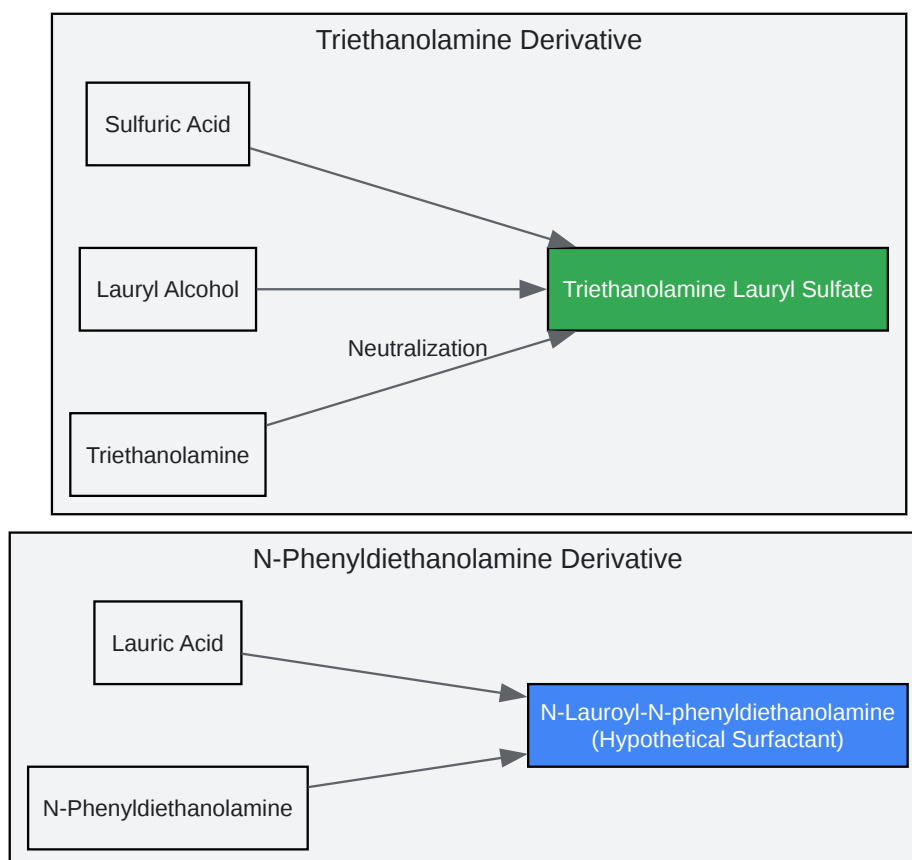 Triethanolamine Derivative
Sulfuric Acid
Lauryl Alcohol
Triethanolamine Lauryl Sulfate
Neutralization
Triethanolamine
N-Phenyldiethanolamine Derivative
Lauric Acid
N-Lauroyl-N-phenyldiethanolamine
(Hypothetical Surfactant)
N-Phenyldiethanolamine